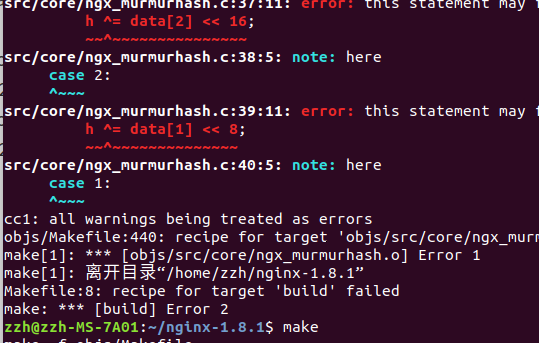 src/core/ngx_murmurhash.c:37:11: error: this statement may f
h ^= data[2] << 16;
~~^~~~~~~~~~~~~~~~
src/core/ngx_murmurhash.c:38:5: note: here
case 2:
^~~~
src/core/ngx_murmurhash.c:39:11: error: this statement may f
h ^= data[1] << 8;
~~^~~~~~~~~~~~~~~
src/core/ngx_murmurhash.c:40:5: note: here
case 1:
^~~~
cc1: all warnings being treated as errors
objs/Makefile:440: recipe for target 'objs/src/core/ngx_mur
make[1]: *** [objs/src/core/ngx_murmurhash.o] Error 1
make[1]: 离开目录“/home/zzh/nginx-1.8.1”
Makefile:8: recipe for target 'build' failed
make: *** [build] Error 2
zzh@zzh-MS-7A01:~/nginx-1.8.1$ make
make -f objs/Makefile